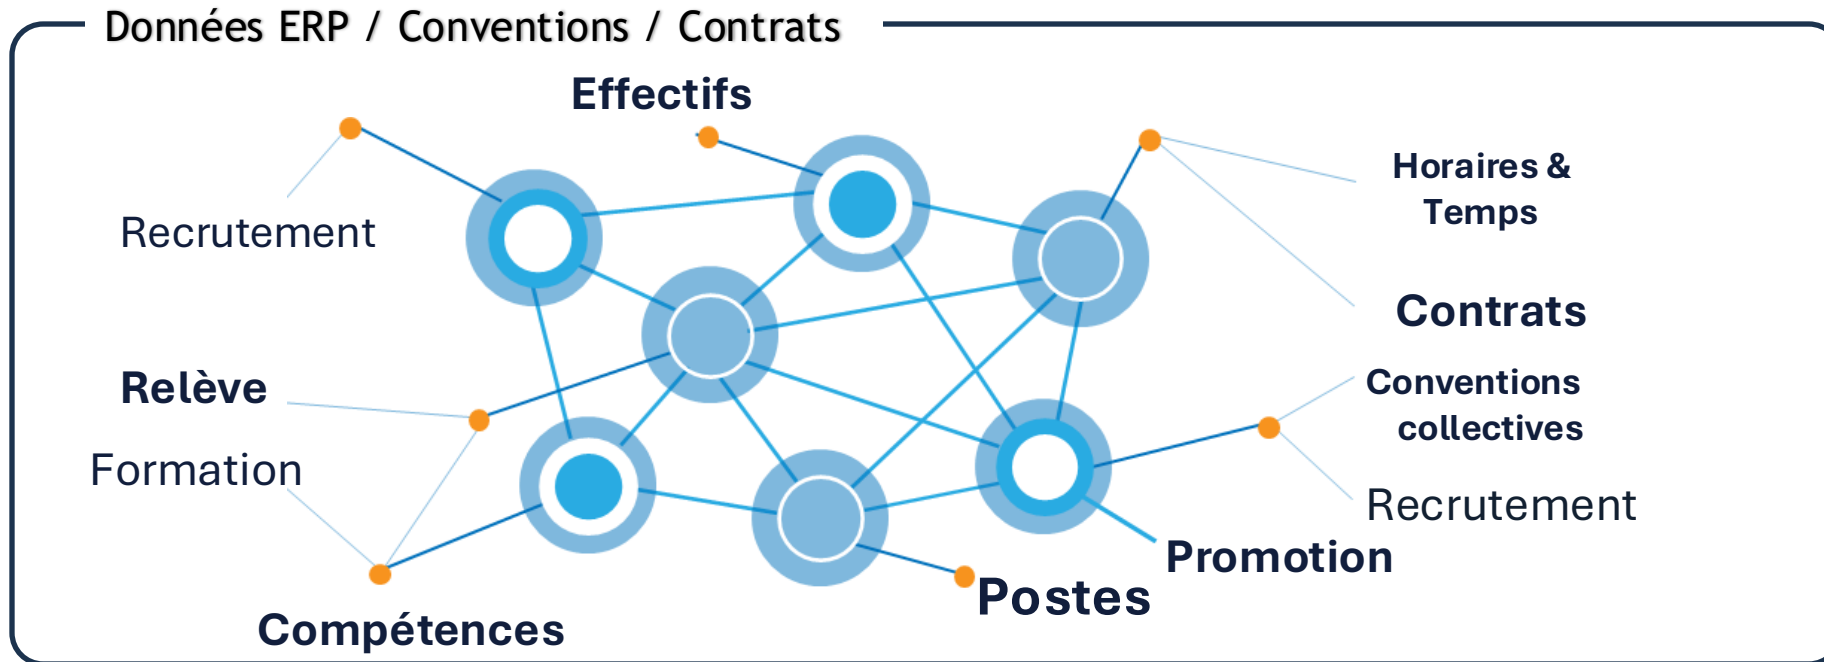 Données ERP / Conventions / Contrats
Effectifs
Recrutement
Horaires &
Temps
Contrats
Relève
Conventions
collectives
Formation
Recrutement
Promotion
Postes
Compétences